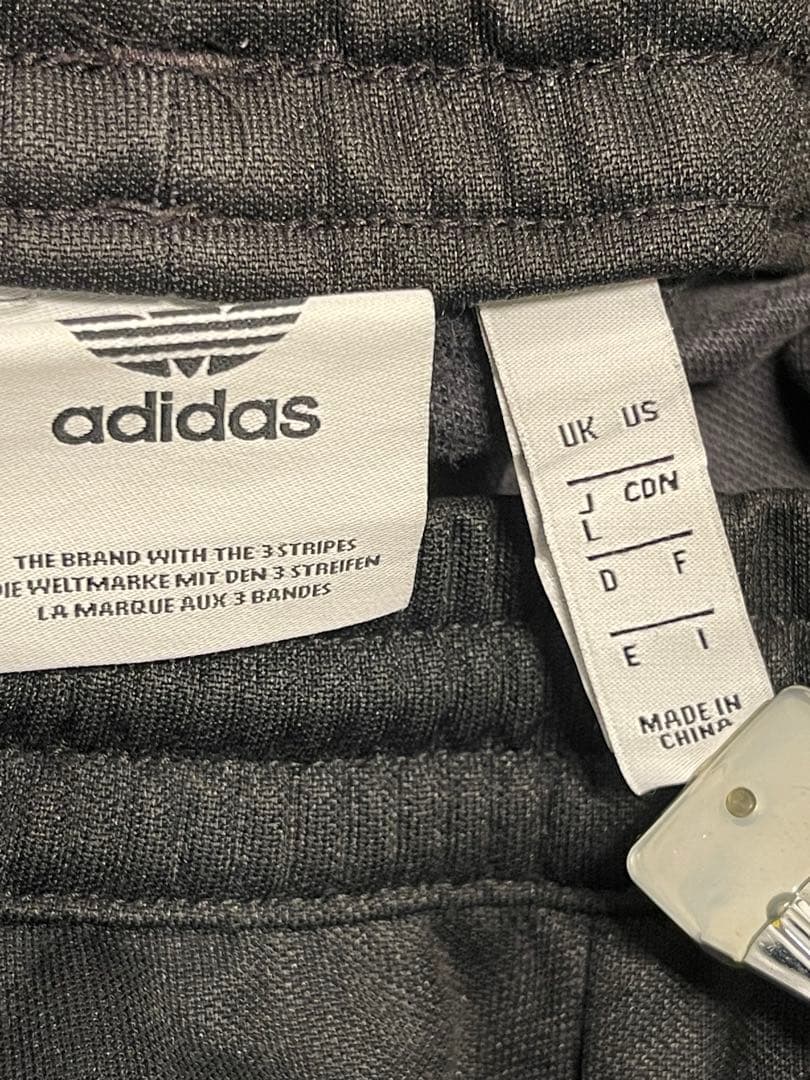 adidas
THE BRAND WITH THE 3 STRIPES
DIE WELTMARKE MIT DEN 3 STREIFEN
LA MARQUE AUX 3 BANDES
UK US
J CDN
L
D F
E I
MADE IN
CHINA